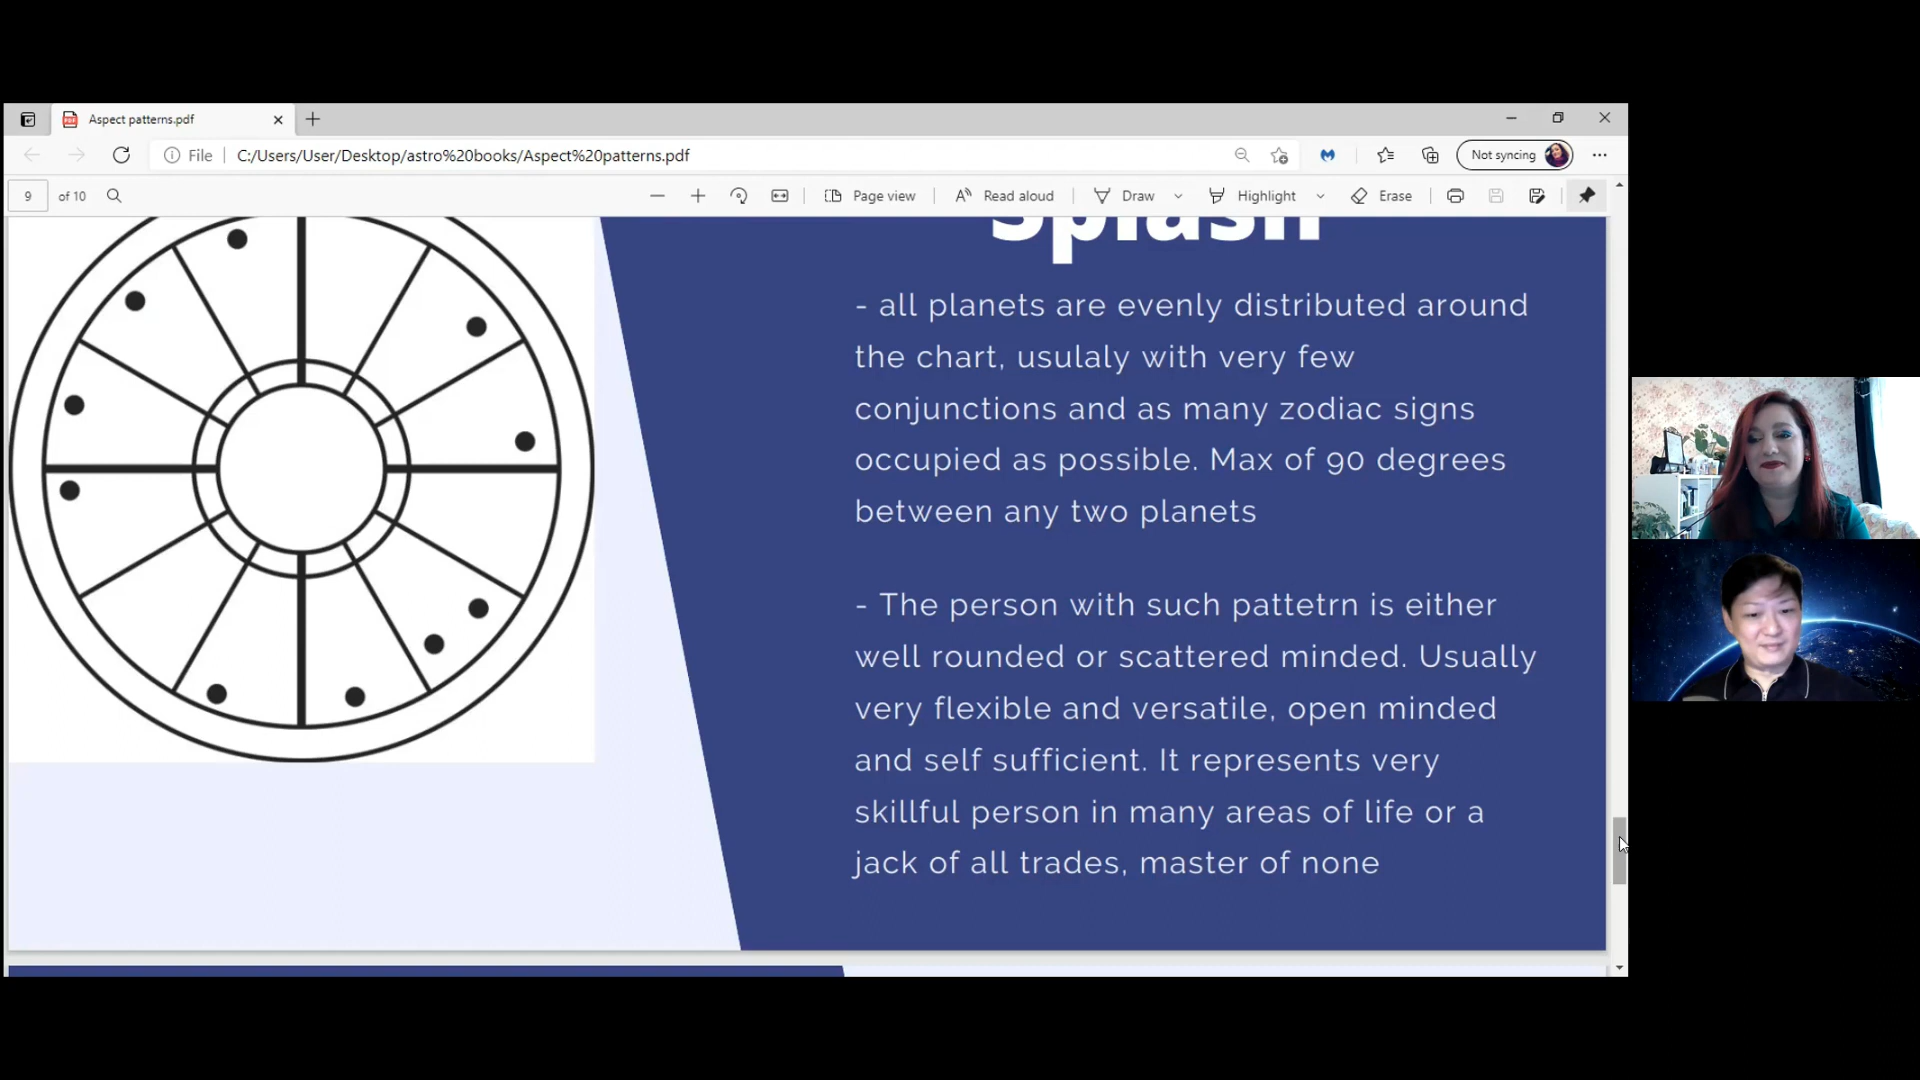 Aspect patterns.pdf
File
C:/Users/User/Desktop/astro%20books/Aspect%20patterns.pdf
Not syncing
9 of 10
Page view
Read aloud
Draw
Highlight
Erase
Splash
- all planets are evenly distributed around
the chart, usulaly with very few
conjunctions and as many zodiac signs
occupied as possible. Max of 90 degrees
between any two planets
- The person with such pattetrn is either
well rounded or scattered minded. Usually
very flexible and versatile, open minded
and self sufficient. It represents very
skillful person in many areas of life or a
jack of all trades, master of none